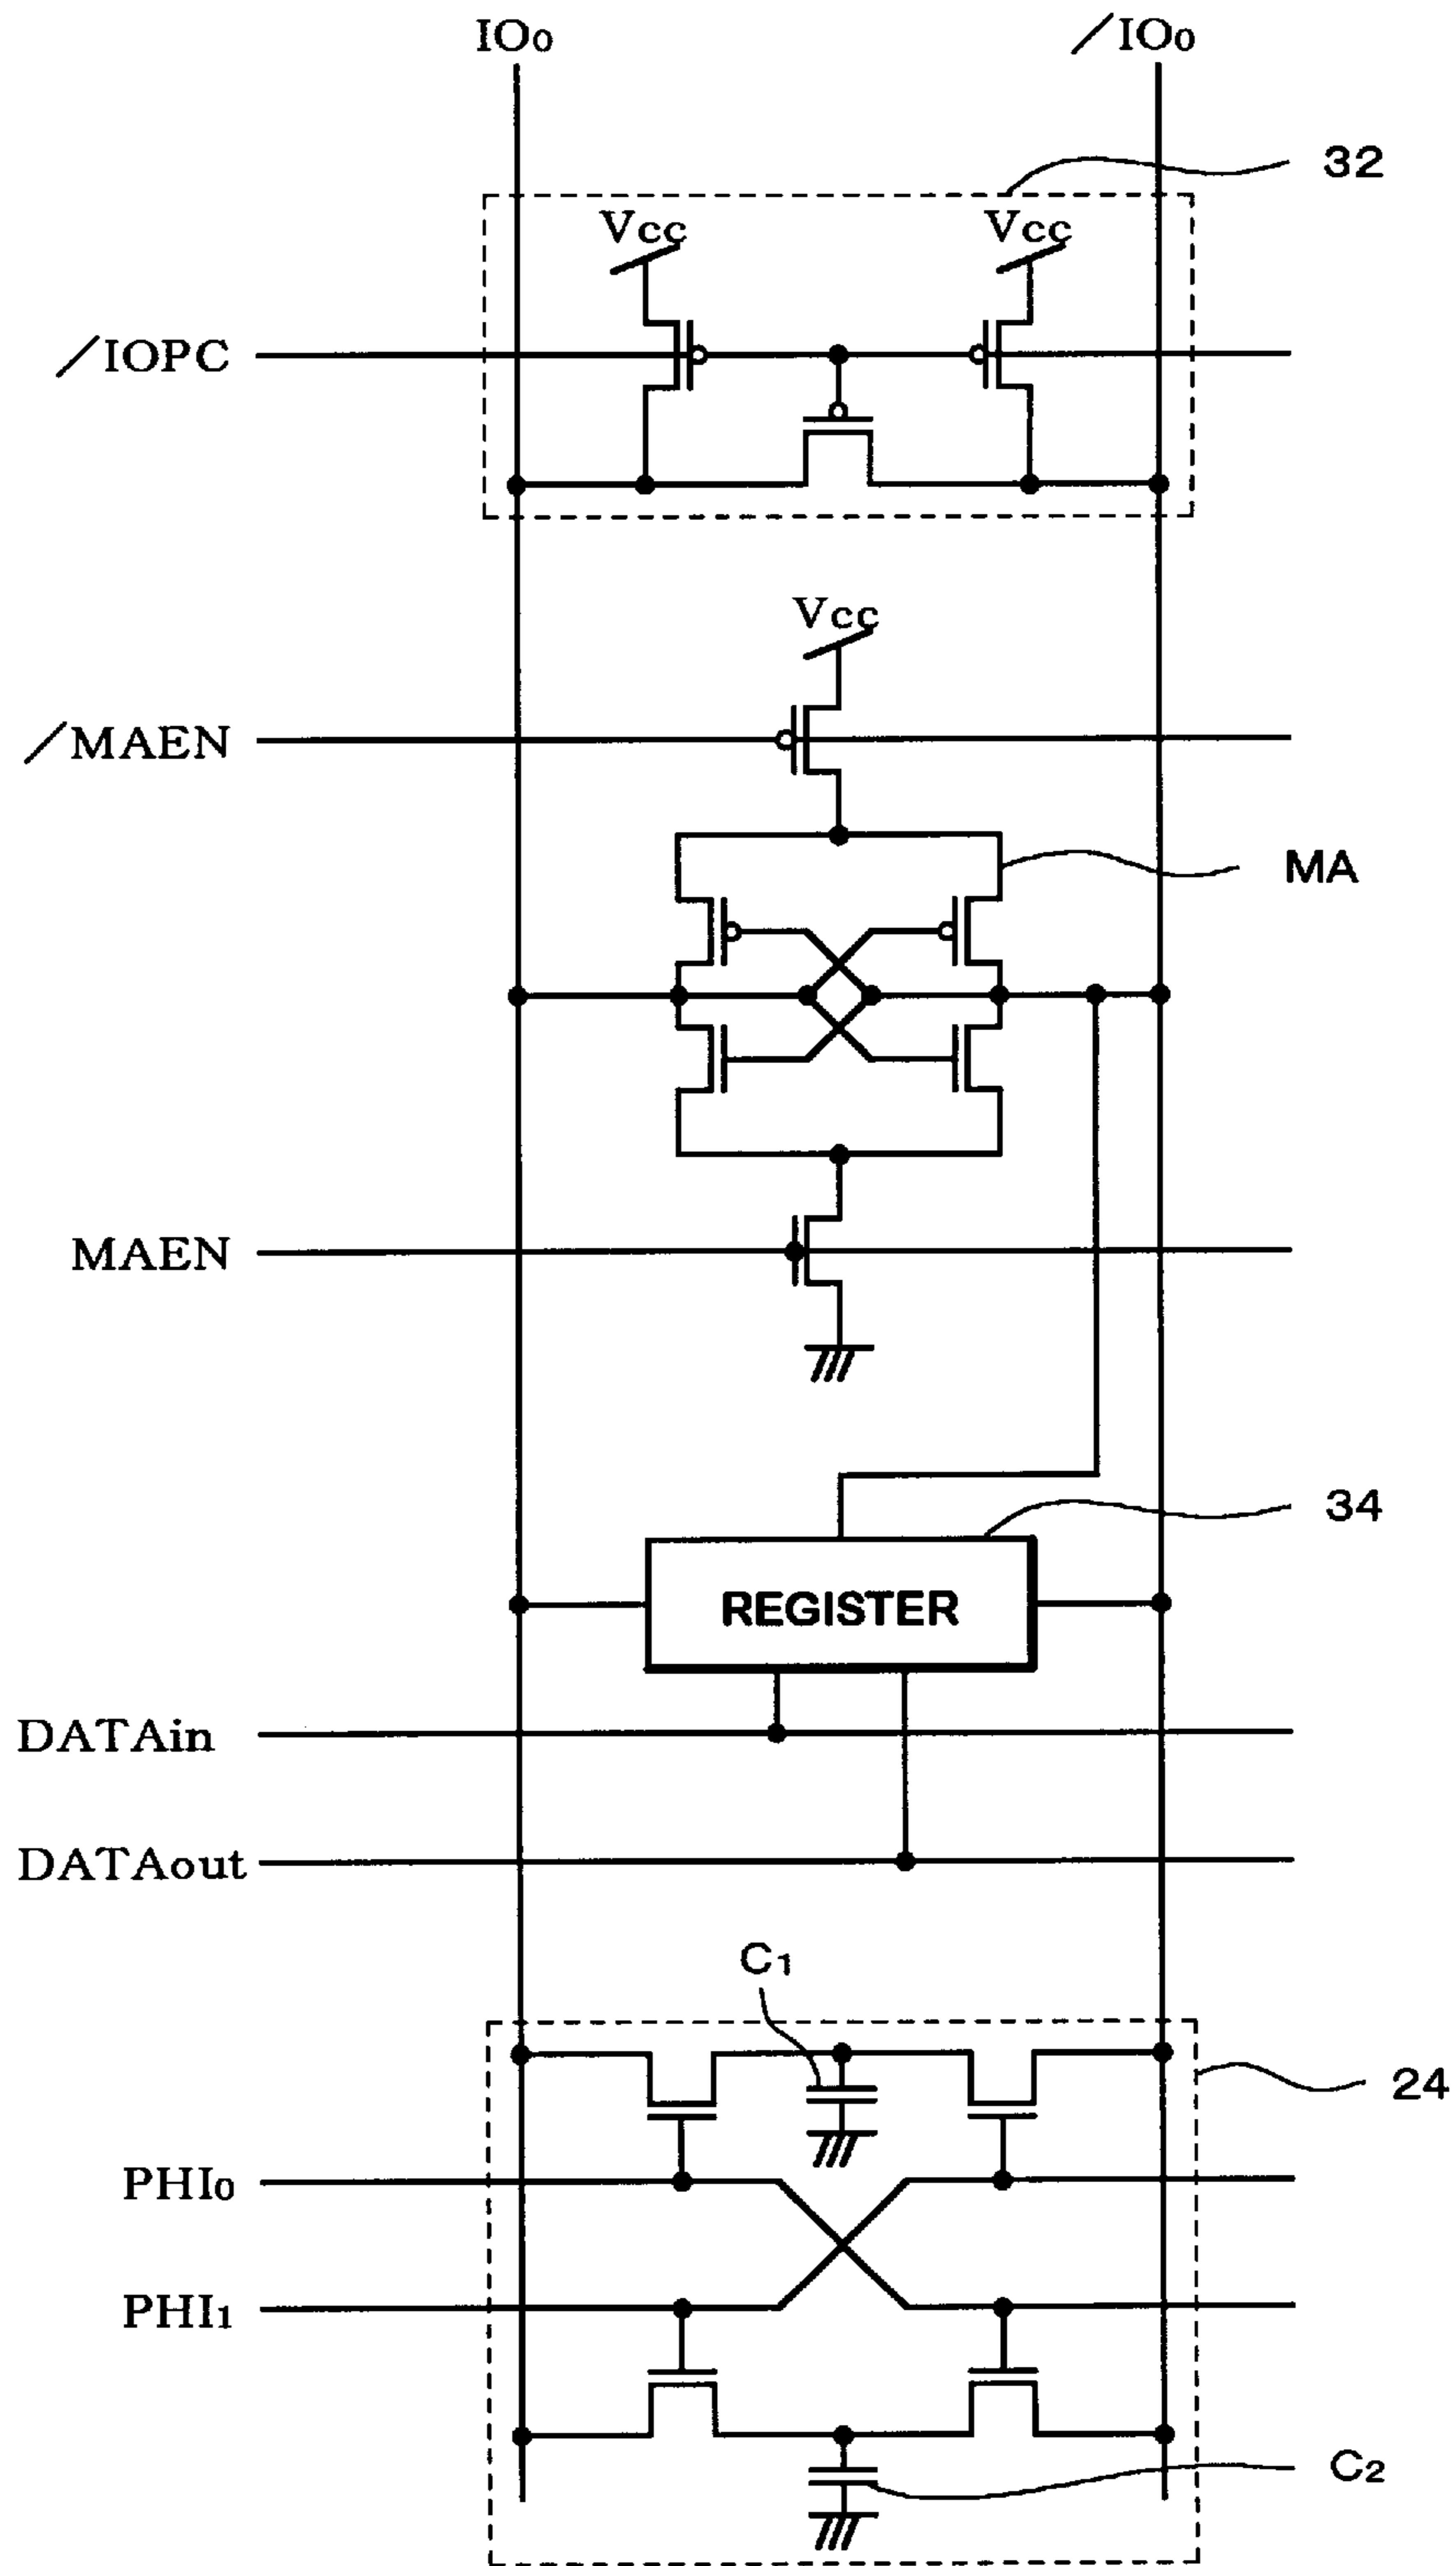 IO₀ /IO₀
32
Vcc Vcc
/IOPC
Vcc
/MAEN
MA
MAEN
34
REGISTER
DATAin
DATAout
C₁
24
PHI₀
PHI₁
C₂